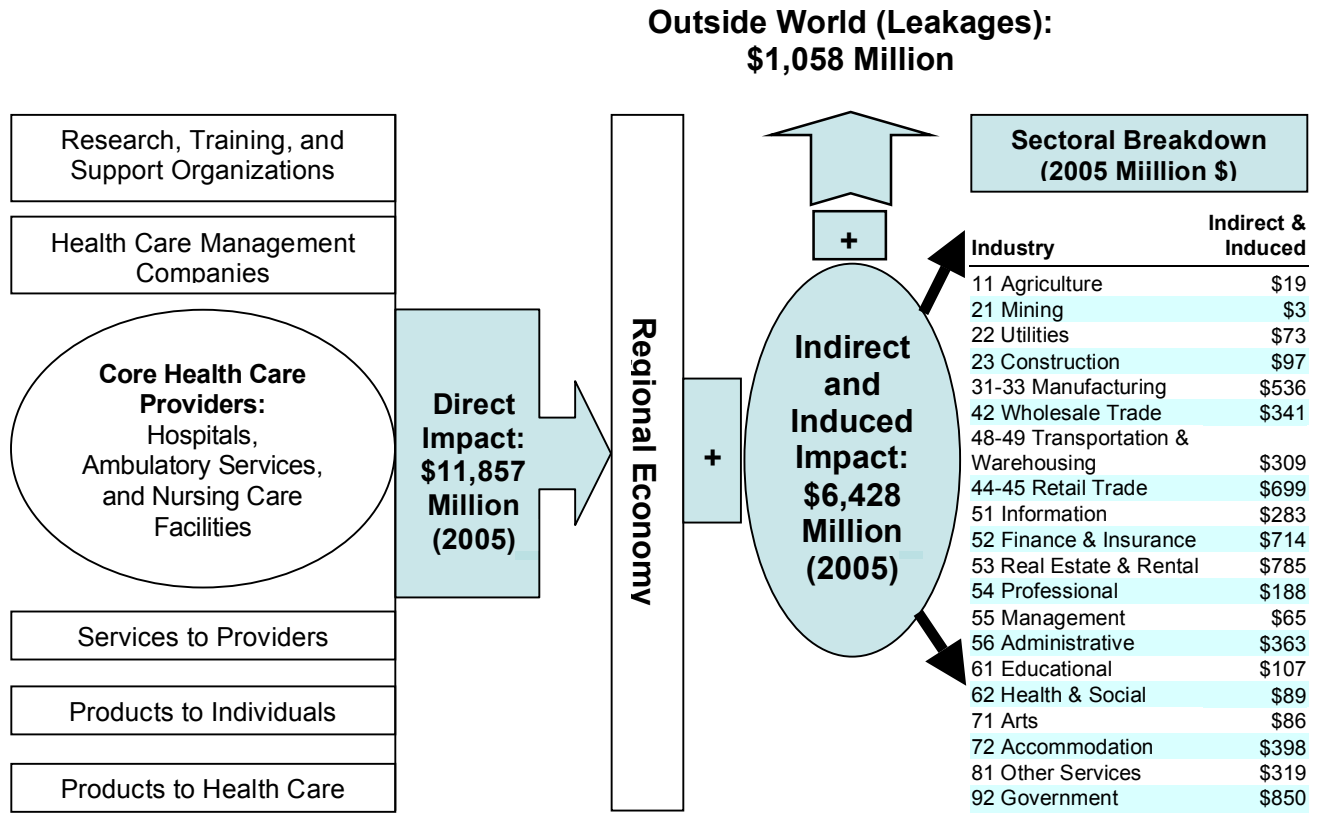 Outside World (Leakages):
$1,058 Million
Research, Training, and
Support Organizations
Health Care Management
Companies
Core Health Care
Providers:
Hospitals,
Ambulatory Services,
and Nursing Care
Facilities
Services to Providers
Products to Individuals
Products to Health Care
Direct
Impact:
$11,857
Million
(2005)
Regional Economy
+
+
Indirect
and
Induced
Impact:
$6,428
Million
(2005)
Sectoral Breakdown
(2005 Miillion $)
Indirect &
Industry Induced
11 Agriculture $19
21 Mining $3
22 Utilities $73
23 Construction $97
31-33 Manufacturing $536
42 Wholesale Trade $341
48-49 Transportation &
Warehousing $309
44-45 Retail Trade $699
51 Information $283
52 Finance & Insurance $714
53 Real Estate & Rental $785
54 Professional $188
55 Management $65
56 Administrative $363
61 Educational $107
62 Health & Social $89
71 Arts $86
72 Accommodation $398
81 Other Services $319
92 Government $850